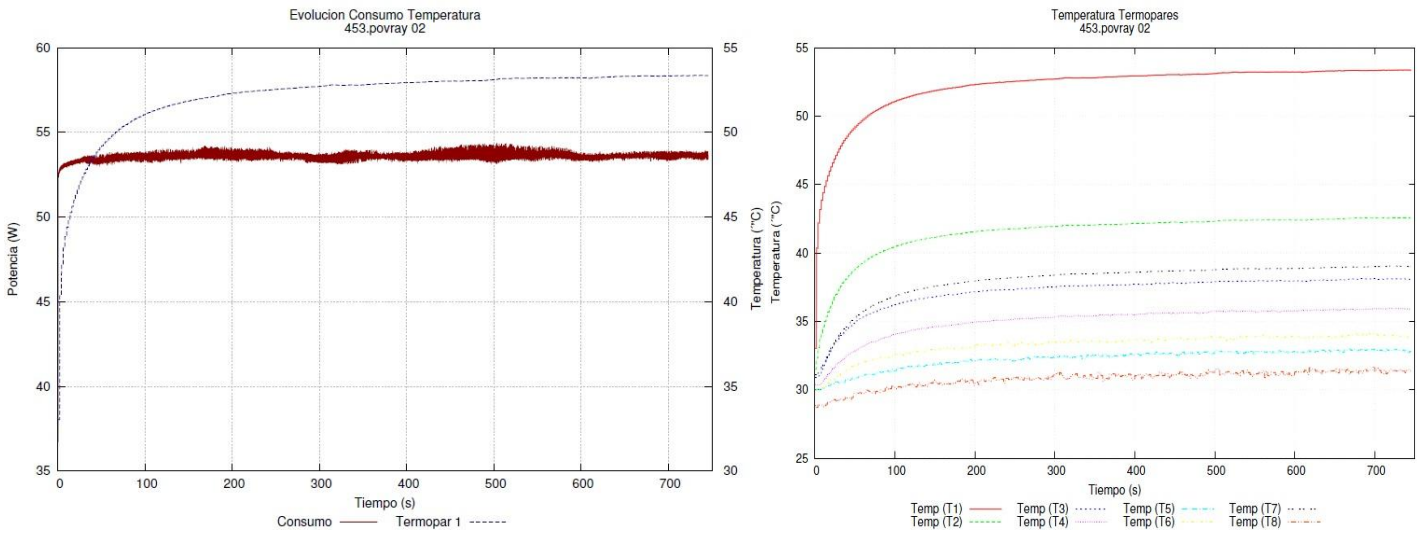 Evolucion Consumo Temperatura
453.povray 02
60
55
50
45
40
35
55
50
45
40
35
30
Potencia (W)
Temperatura (°C)
0 100 200 300 400 500 600 700
Tiempo (s)
Consumo Termopar 1
Temperatura Termopares
453.povray 02
55
50
45
40
35
30
25
Temperatura (°C)
0 100 200 300 400 500 600 700
Tiempo (s)
Temp (T1) Temp (T3) Temp (T5) Temp (T7)
Temp (T2) Temp (T4) Temp (T6) Temp (T8)